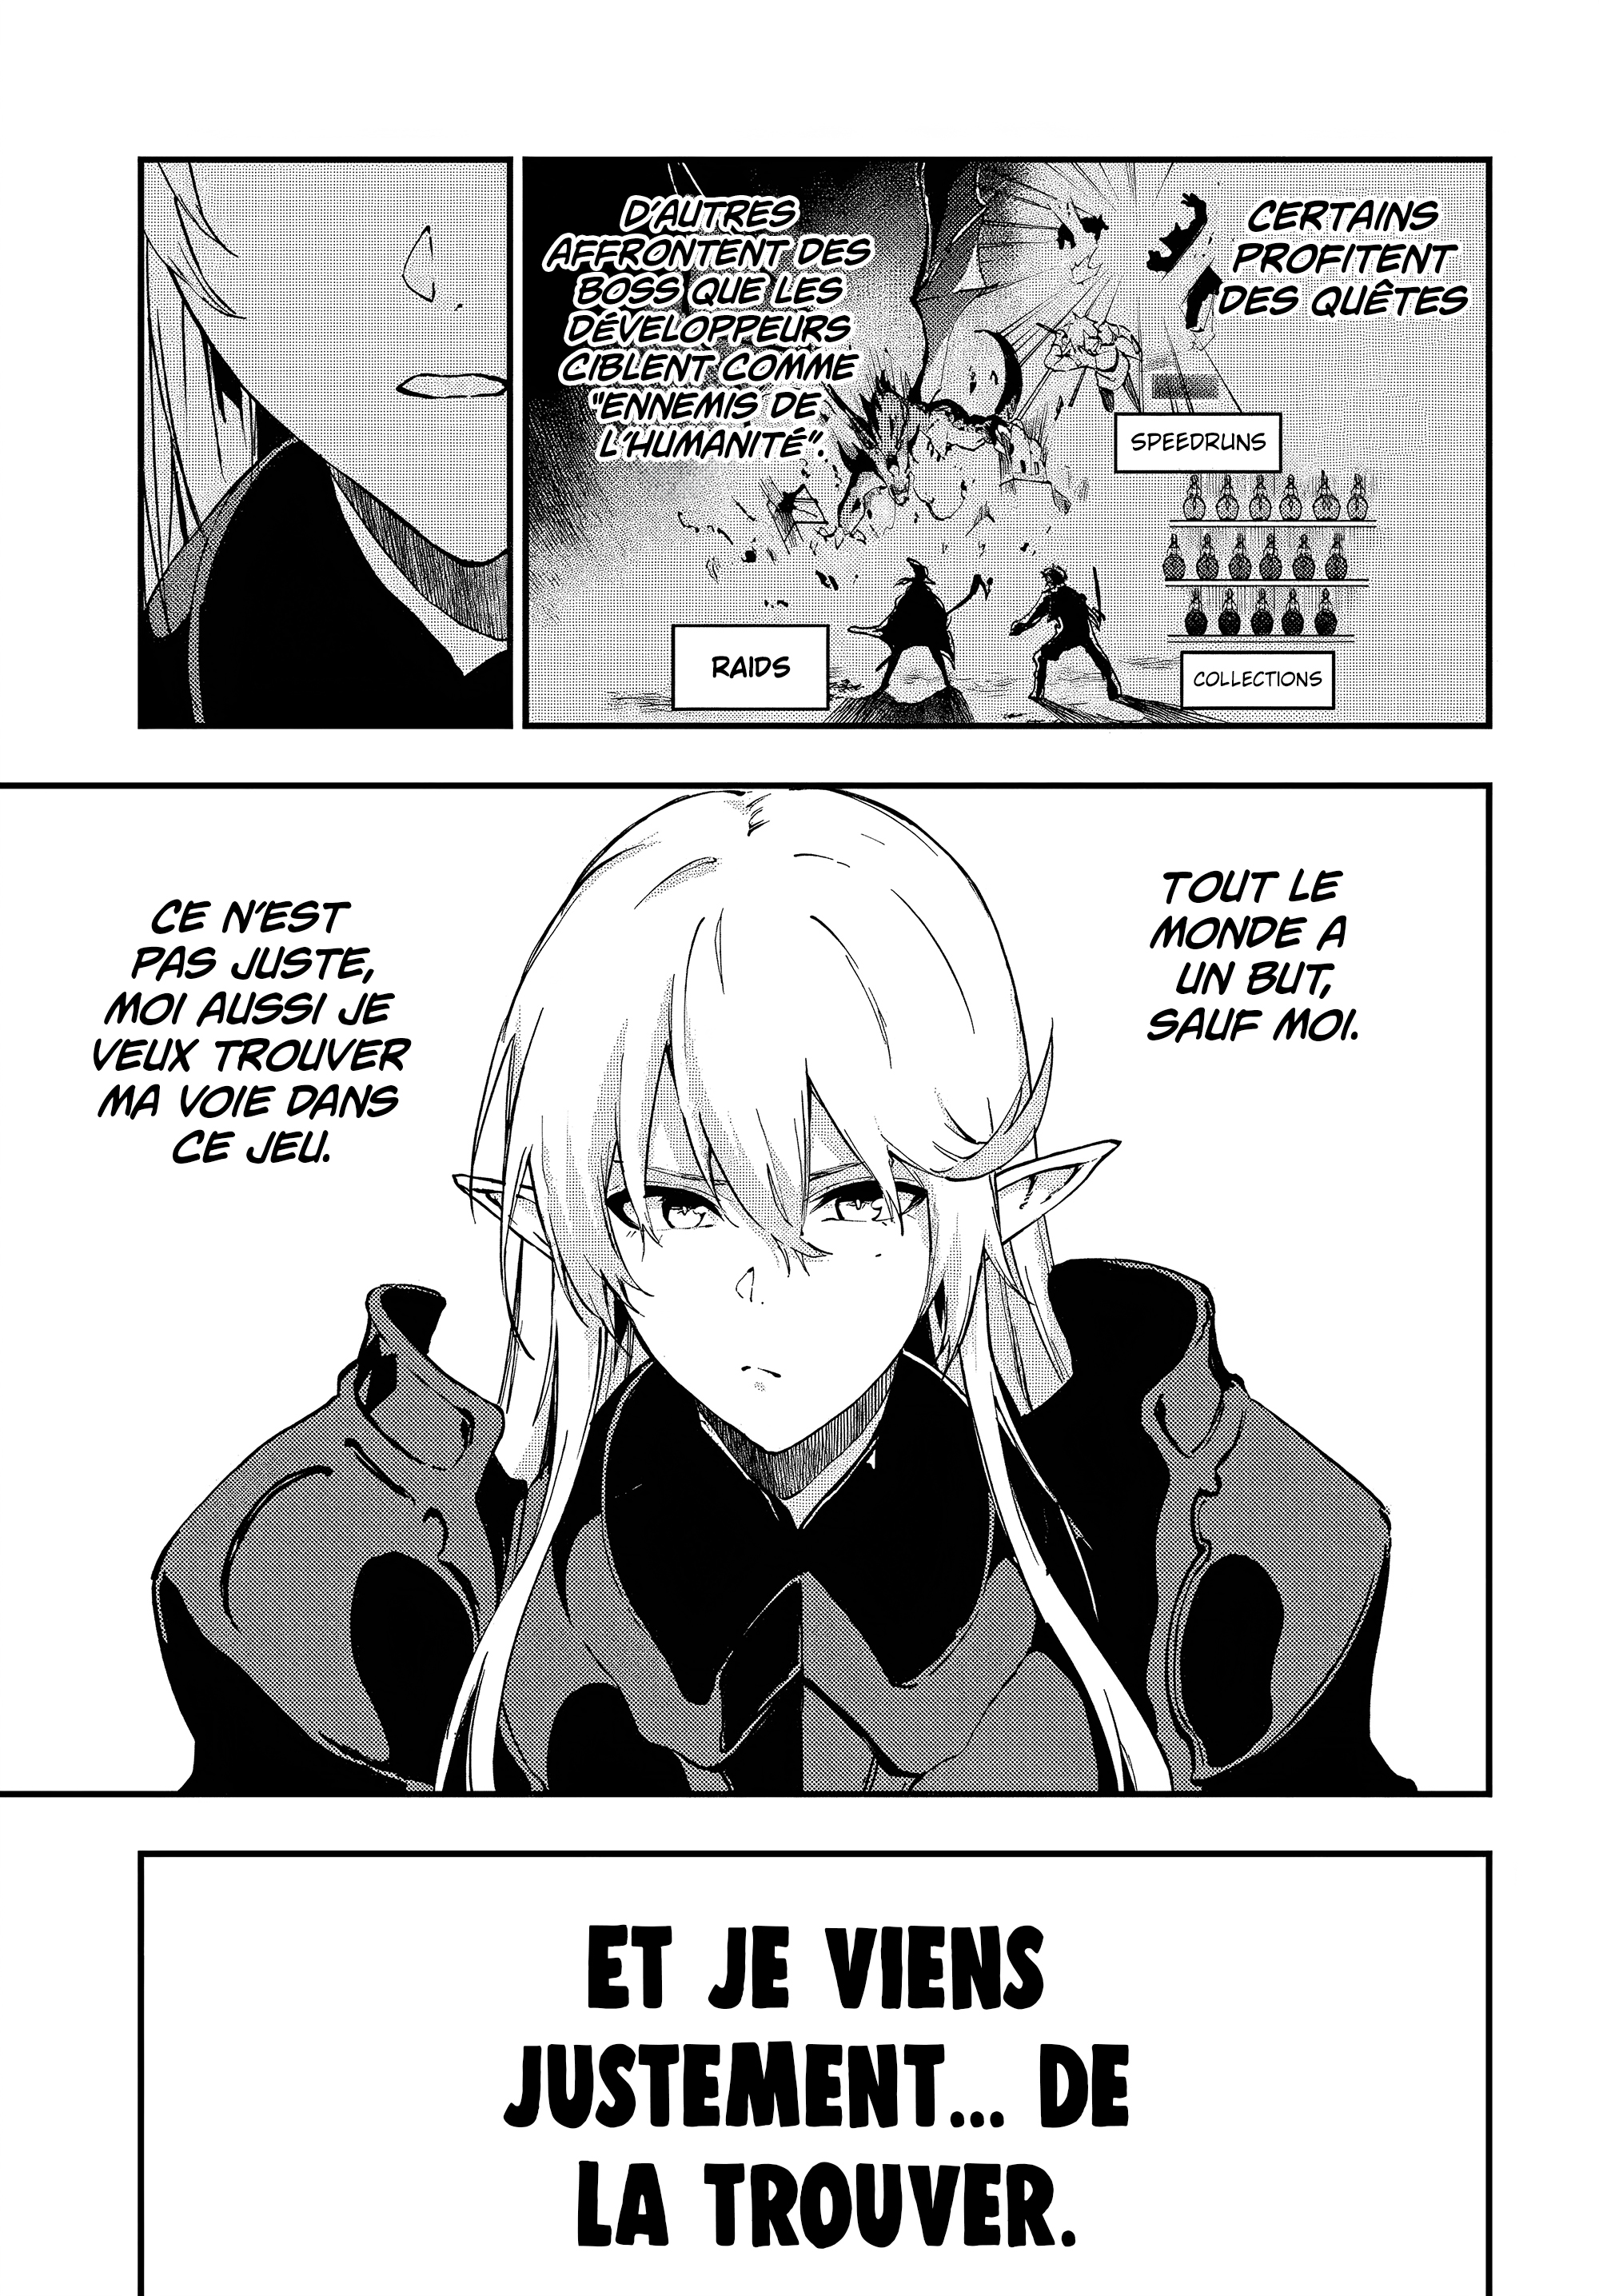 CERTAINS
PROFITENT
DES QUÊTES
SPEEDRUNS
COLLECTIONS
D'AUTRES
AFFRONTENT DES
BOSS QUE LES
DÉVELOPPEURS
CIBLENT COMME
"ENNEMIS DE
L'HUMANITÉ".
RAIDS
TOUT LE
MONDE A
UN BUT,
SAUF MOI.
CE N'EST
PAS JUSTE,
MOI AUSSI JE
VEUX TROUVER
MA VOIE DANS
CE JEU.
ET JE VIENS
JUSTEMENT... DE
LA TROUVER.